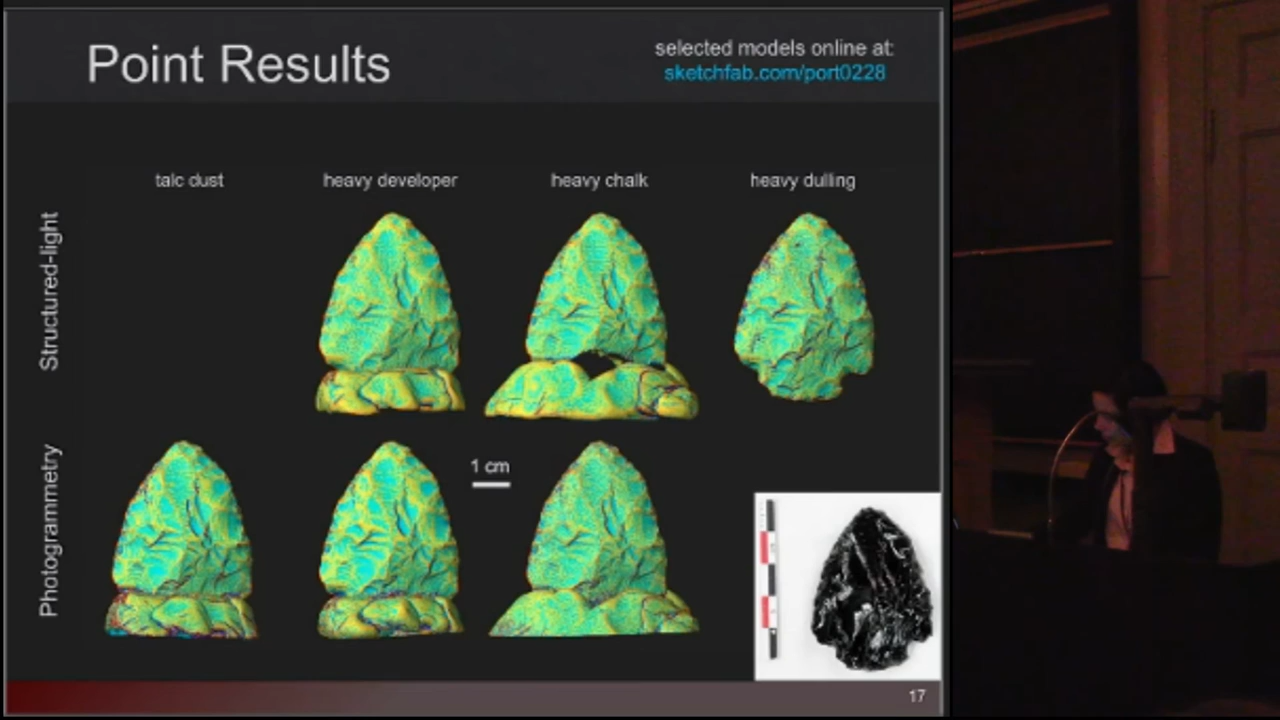 Point Results
selected models online at:
sketchfab.com/port0228
talc dust
heavy developer
heavy chalk
heavy dulling
Structured-light
Photogrammetry
1 cm
17